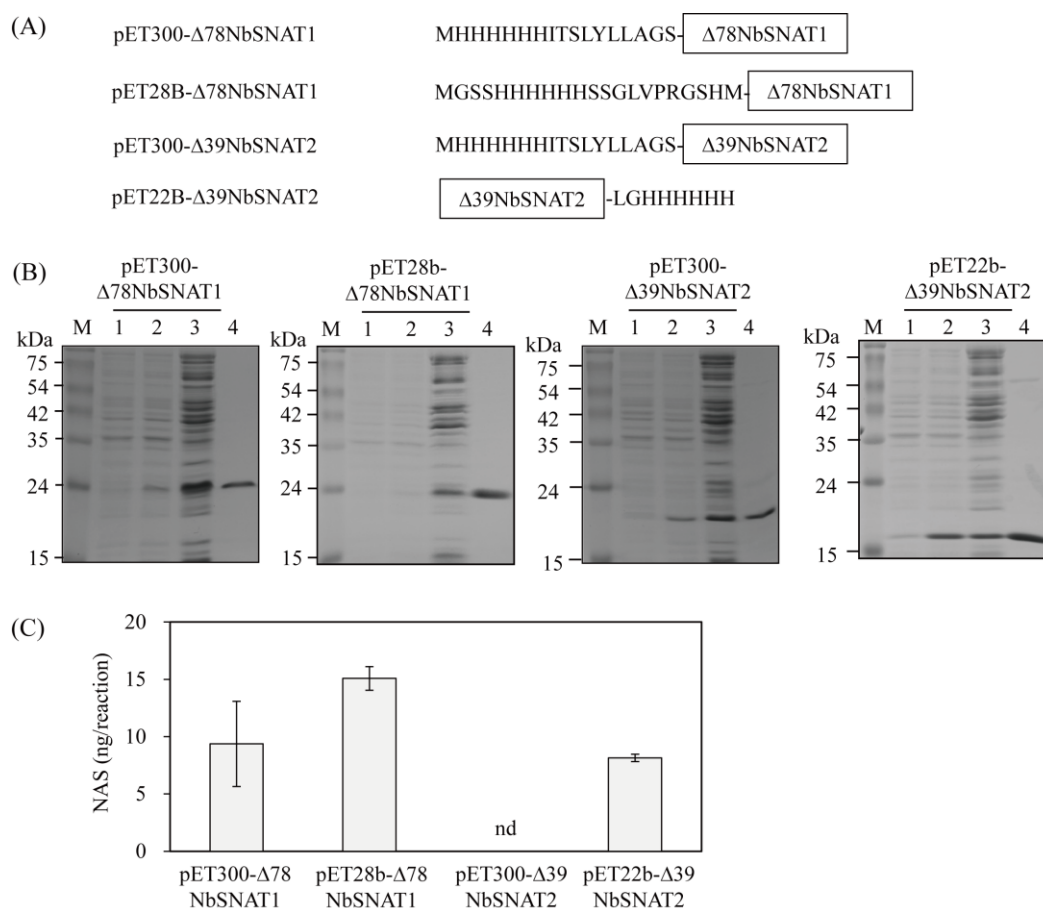 (A)
pET300-Δ78NbSNAT1 MHHHHHHITSLYLLAGS- Δ78NbSNAT1
pET28B-Δ78NbSNAT1 MGSSHHHHHHSSGLVPRGSHM- Δ78NbSNAT1
pET300-Δ39NbSNAT2 MHHHHHHITSLYLLAGS- Δ39NbSNAT2
pET22B-Δ39NbSNAT2 Δ39NbSNAT2 -LGHHHHHH
(B)
pET300-
Δ78NbSNAT1
M 1 2 3 4
kDa
75
54
42
35
24
15
pET28b-
Δ78NbSNAT1
M 1 2 3 4
kDa
75
54
42
35
24
15
pET300-
Δ39NbSNAT2
M 1 2 3 4
kDa
75
54
42
35
24
15
pET22b-
Δ39NbSNAT2
M 1 2 3 4
kDa
75
54
42
35
24
15
(C)
NAS (ng/reaction)
20
15
10
5
0
nd
pET300-Δ78 pET28b-Δ78 pET300-Δ39 pET22b-Δ39
NbSNAT1 NbSNAT1 NbSNAT2 NbSNAT2